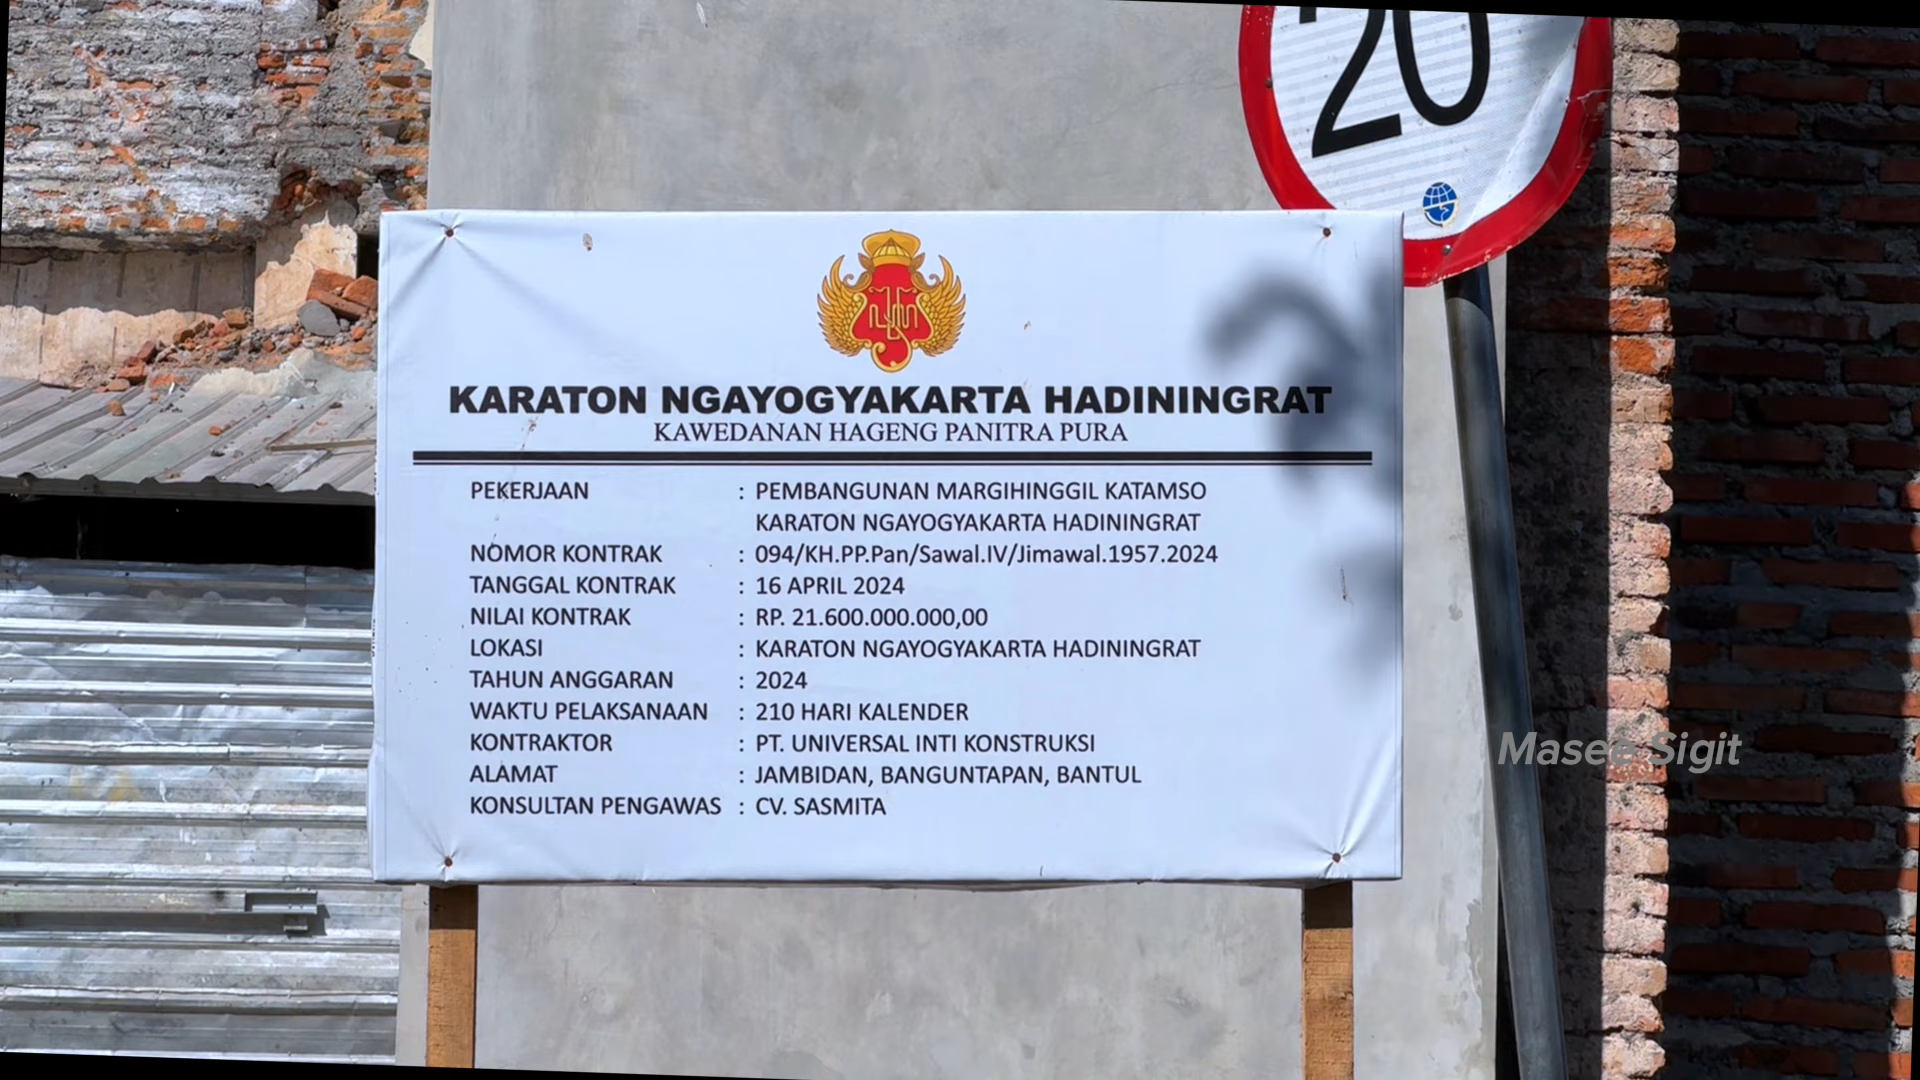 20
KARATON NGAYOGYAKARTA HADININGRAT
KAWEDANAN HAGENG PANITRA PURA
PEKERJAAN : PEMBANGUNAN MARGIHINGGIL KATAMSO
KARATON NGAYOGYAKARTA HADININGRAT
NOMOR KONTRAK : 094/KH.PP.Pan/Sawal.IV/Jimawal.1957.2024
TANGGAL KONTRAK : 16 APRIL 2024
NILAI KONTRAK : RP. 21.600.000.000,00
LOKASI : KARATON NGAYOGYAKARTA HADININGRAT
TAHUN ANGGARAN : 2024
WAKTU PELAKSANAAN : 210 HARI KALENDER
KONTRAKTOR : PT. UNIVERSAL INTI KONSTRUKSI
ALAMAT : JAMBIDAN, BANGUNTAPAN, BANTUL
KONSULTAN PENGAWAS : CV. SASMITA
Masee Sigit